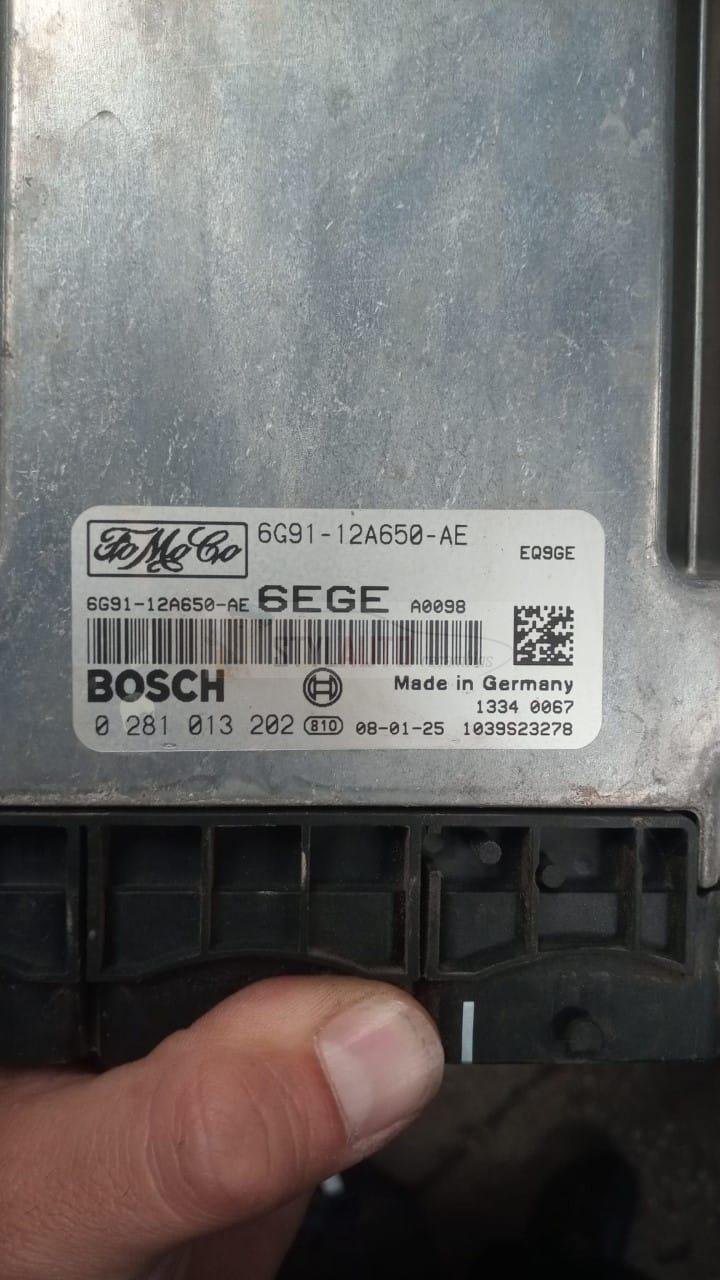 FoMoCo 6G91-12A650-AE
EQ9GE
6G91-12A650-AE 6EGE A0098
STYLAUTO
BOSCH Made in Germany
1334 0067
0 281 013 202 810 08-01-25 1039S23278